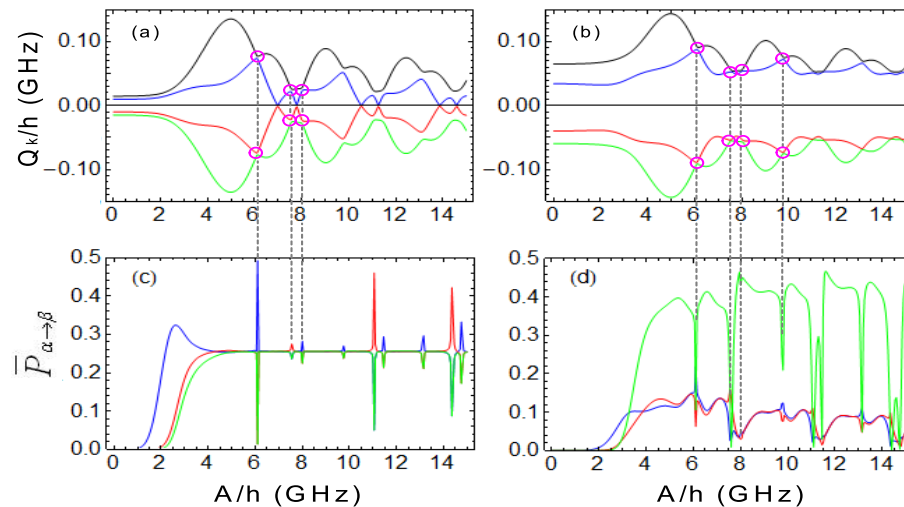 (a) (b)
Qk/h (GHz)
0.10 0.10
0.00 0.00
−0.10 −0.10
0 2 4 6 8 10 12 14 0 2 4 6 8 10 12 14
(c) (d)
P̅α→β
0.5 0.5
0.4 0.4
0.3 0.3
0.2 0.2
0.1 0.1
0.0 0.0
0 2 4 6 8 10 12 14 0 2 4 6 8 10 12 14
A/h (GHz) A/h (GHz)